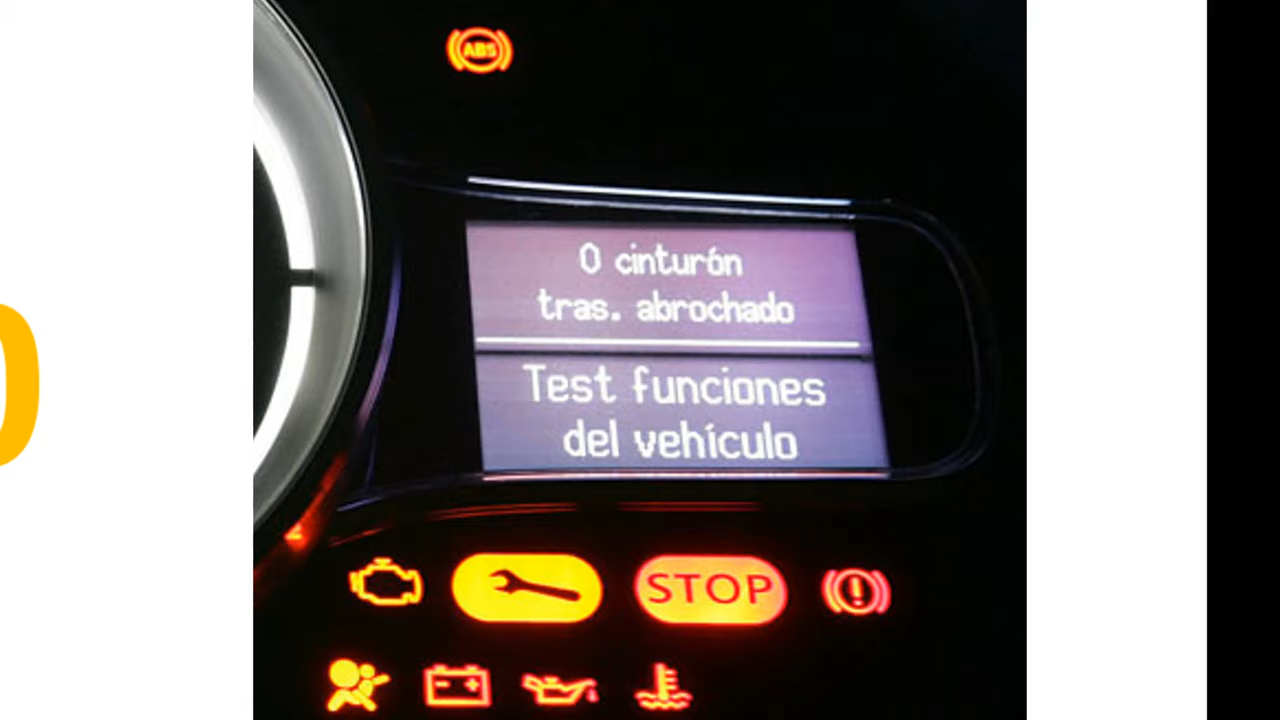 ABS
0 cinturón
tras. abrochado
Test funciones
del vehículo
STOP